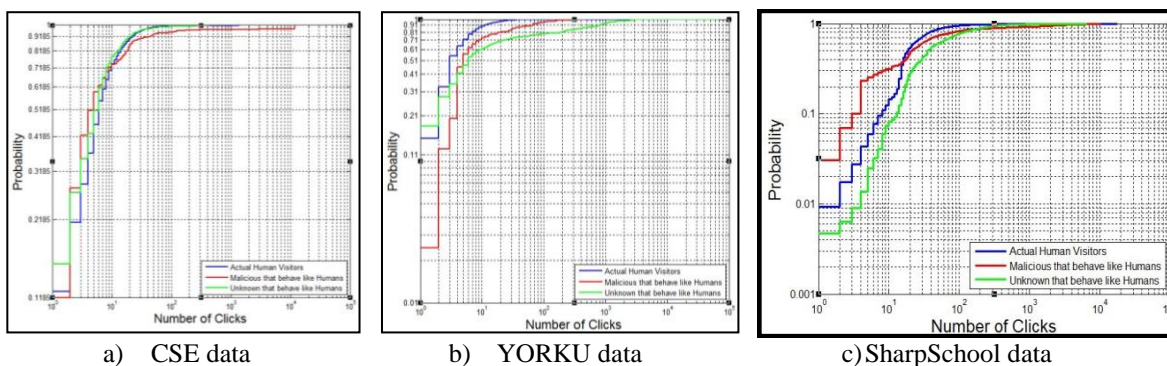 1
0.9185
0.8185
0.7185
0.6185
0.5185
0.4185
0.3185
0.2185
0.1185
Probability
10^0 10^1 10^2 10^3 10^4 10^5
Number of Clicks
Actual Human Visitors
Malicious that behave like Humans
Unknown that behave like Humans
a) CSE data
1
0.91
0.81
0.71
0.61
0.51
0.41
0.31
0.21
0.11
0.01
Probability
10^0 10^1 10^2 10^3 10^4 10^5
Number of Clicks
Actual Human Visitors
Malicious that behave like Humans
Unknown that behave like Humans
b) YORKU data
1
0.1
0.01
0.001
Probability
10^0 10^1 10^2 10^3 10^4
Number of Clicks
Actual Human Visitors
Malicious that behave like Humans
Unknown that behave like Humans
c) SharpSchool data